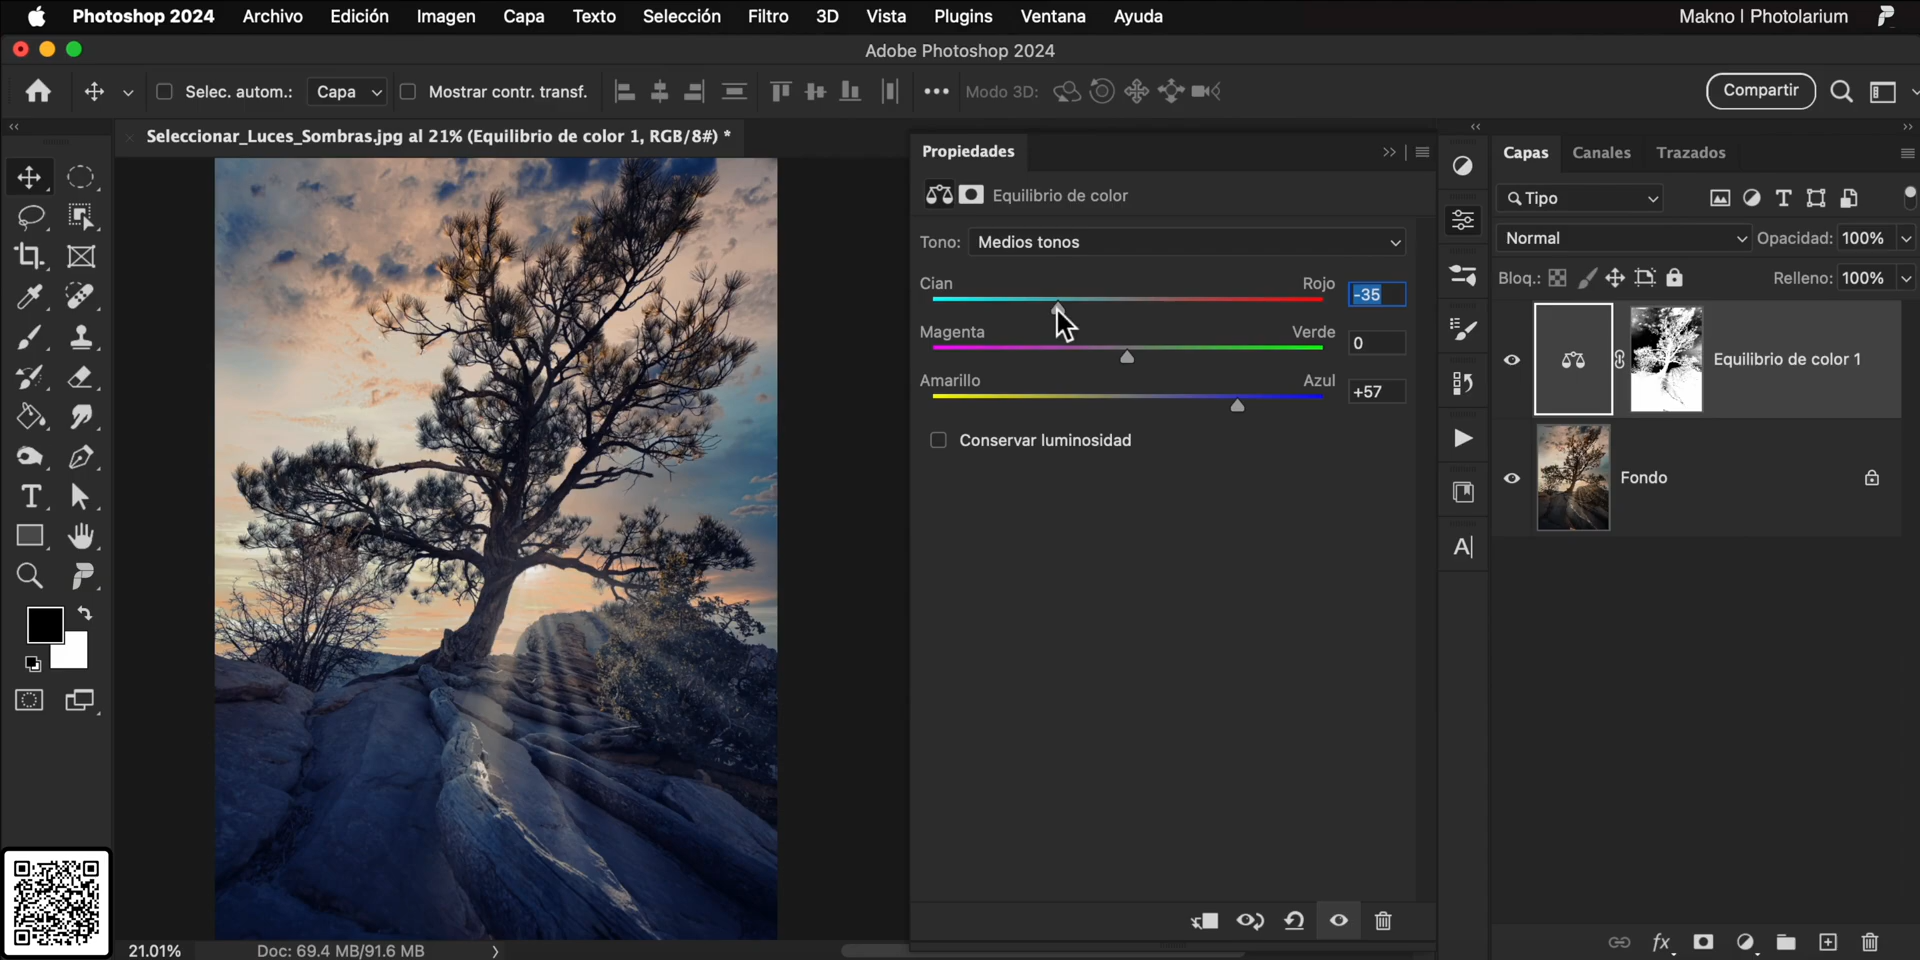 Photoshop 2024 Archivo Edición Imagen Capa Texto Selección Filtro 3D Vista Plugins Ventana Ayuda Makno | Photolarium
Adobe Photoshop 2024
Selec. autom.: Capa Mostrar contr. transf. Modo 3D: Compartir
Seleccionar_Luces_Sombras.jpg al 21% (Equilibrio de color 1, RGB/8#) *
Propiedades
Equilibrio de color
Tono: Medios tonos
Cian Rojo -35
Magenta Verde 0
Amarillo Azul +57
Conservar luminosidad
Capas Canales Trazados
Tipo
Normal Opacidad: 100%
Bloq.: Relleno: 100%
Equilibrio de color 1
Fondo
fx
21.01% Doc: 69.4 MB/91.6 MB